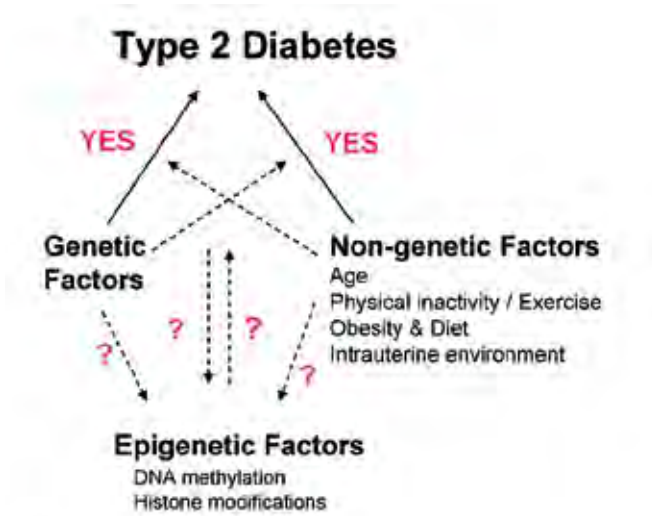 Type 2 Diabetes
YES
YES
Genetic
Factors
Non-genetic Factors
Age
Physical inactivity / Exercise
Obesity & Diet
Intrauterine environment
?
?
?
?
Epigenetic Factors
DNA methylation
Histone modifications